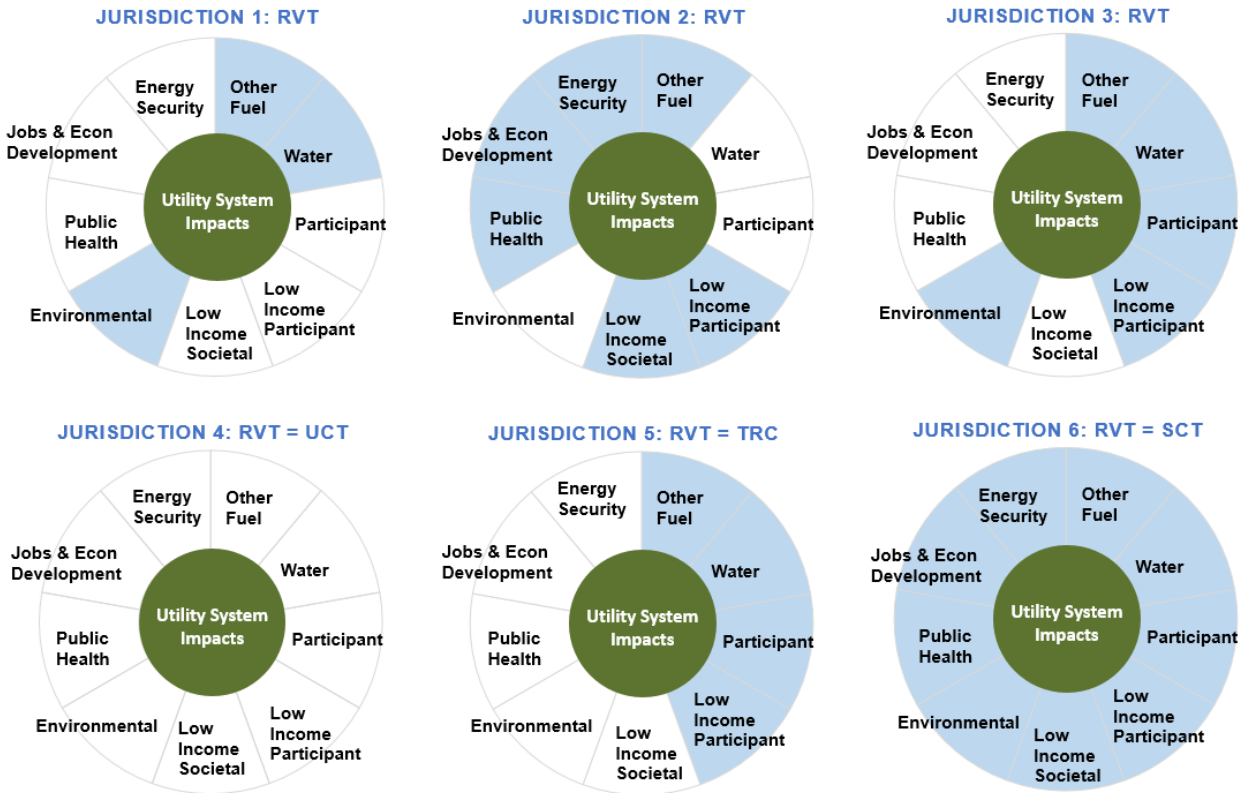 JURISDICTION 1: RVT
Energy
Security
Other
Fuel
Jobs & Econ
Development
Water
Utility System
Impacts
Public
Health
Participant
Environmental
Low
Income
Societal
Low
Income
Participant
JURISDICTION 2: RVT
Energy
Security
Other
Fuel
Jobs & Econ
Development
Water
Utility System
Impacts
Public
Health
Participant
Environmental
Low
Income
Societal
Low
Income
Participant
JURISDICTION 3: RVT
Energy
Security
Other
Fuel
Jobs & Econ
Development
Water
Utility System
Impacts
Public
Health
Participant
Environmental
Low
Income
Societal
Low
Income
Participant
JURISDICTION 4: RVT = UCT
Energy
Security
Other
Fuel
Jobs & Econ
Development
Water
Utility System
Impacts
Public
Health
Participant
Environmental
Low
Income
Societal
Low
Income
Participant
JURISDICTION 5: RVT = TRC
Energy
Security
Other
Fuel
Jobs & Econ
Development
Water
Utility System
Impacts
Public
Health
Participant
Environmental
Low
Income
Societal
Low
Income
Participant
JURISDICTION 6: RVT = SCT
Energy
Security
Other
Fuel
Jobs & Econ
Development
Water
Utility System
Impacts
Public
Health
Participant
Environmental
Low
Income
Societal
Low
Income
Participant